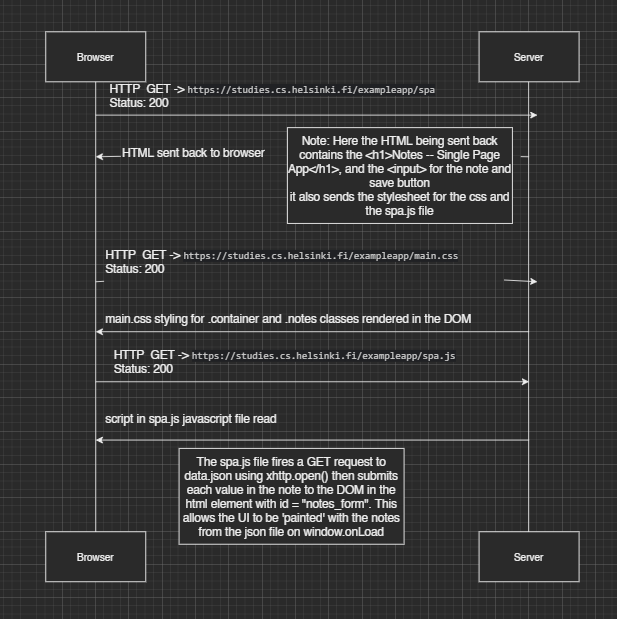 Browser
Server
HTTP GET -> https://studies.cs.helsinki.fi/exampleapp/spa
Status: 200
HTML sent back to browser
Note: Here the HTML being sent back
contains the <h1>Notes -- Single Page
App</h1>, and the <input> for the note and
save button
it also sends the stylesheet for the css and
the spa.js file
HTTP GET -> https://studies.cs.helsinki.fi/exampleapp/main.css
Status: 200
main.css styling for .container and .notes classes rendered in the DOM
HTTP GET -> https://studies.cs.helsinki.fi/exampleapp/spa.js
Status: 200
script in spa.js javascript file read
The spa.js file fires a GET request to
data.json using xhttp.open() then submits
each value in the note to the DOM in the
html element with id = "notes_form". This
allows the UI to be 'painted' with the notes
from the json file on window.onLoad
Browser
Server